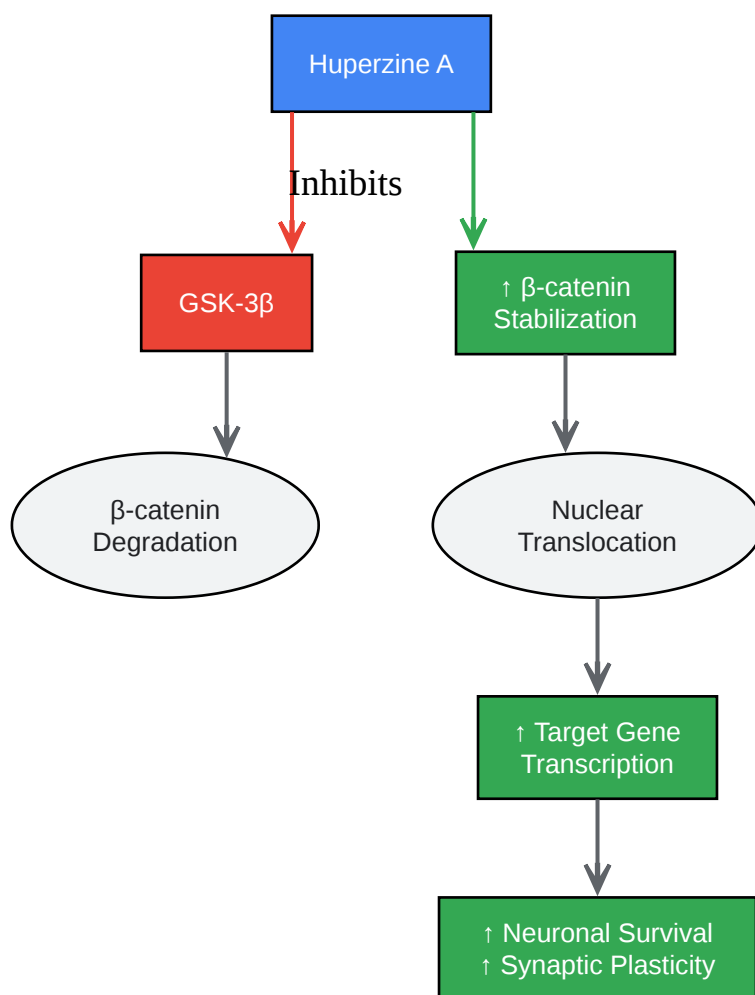 Huperzine A
Inhibits
GSK-3β
↑ β-catenin
Stabilization
β-catenin
Degradation
Nuclear
Translocation
↑ Target Gene
Transcription
↑ Neuronal Survival
↑ Synaptic Plasticity